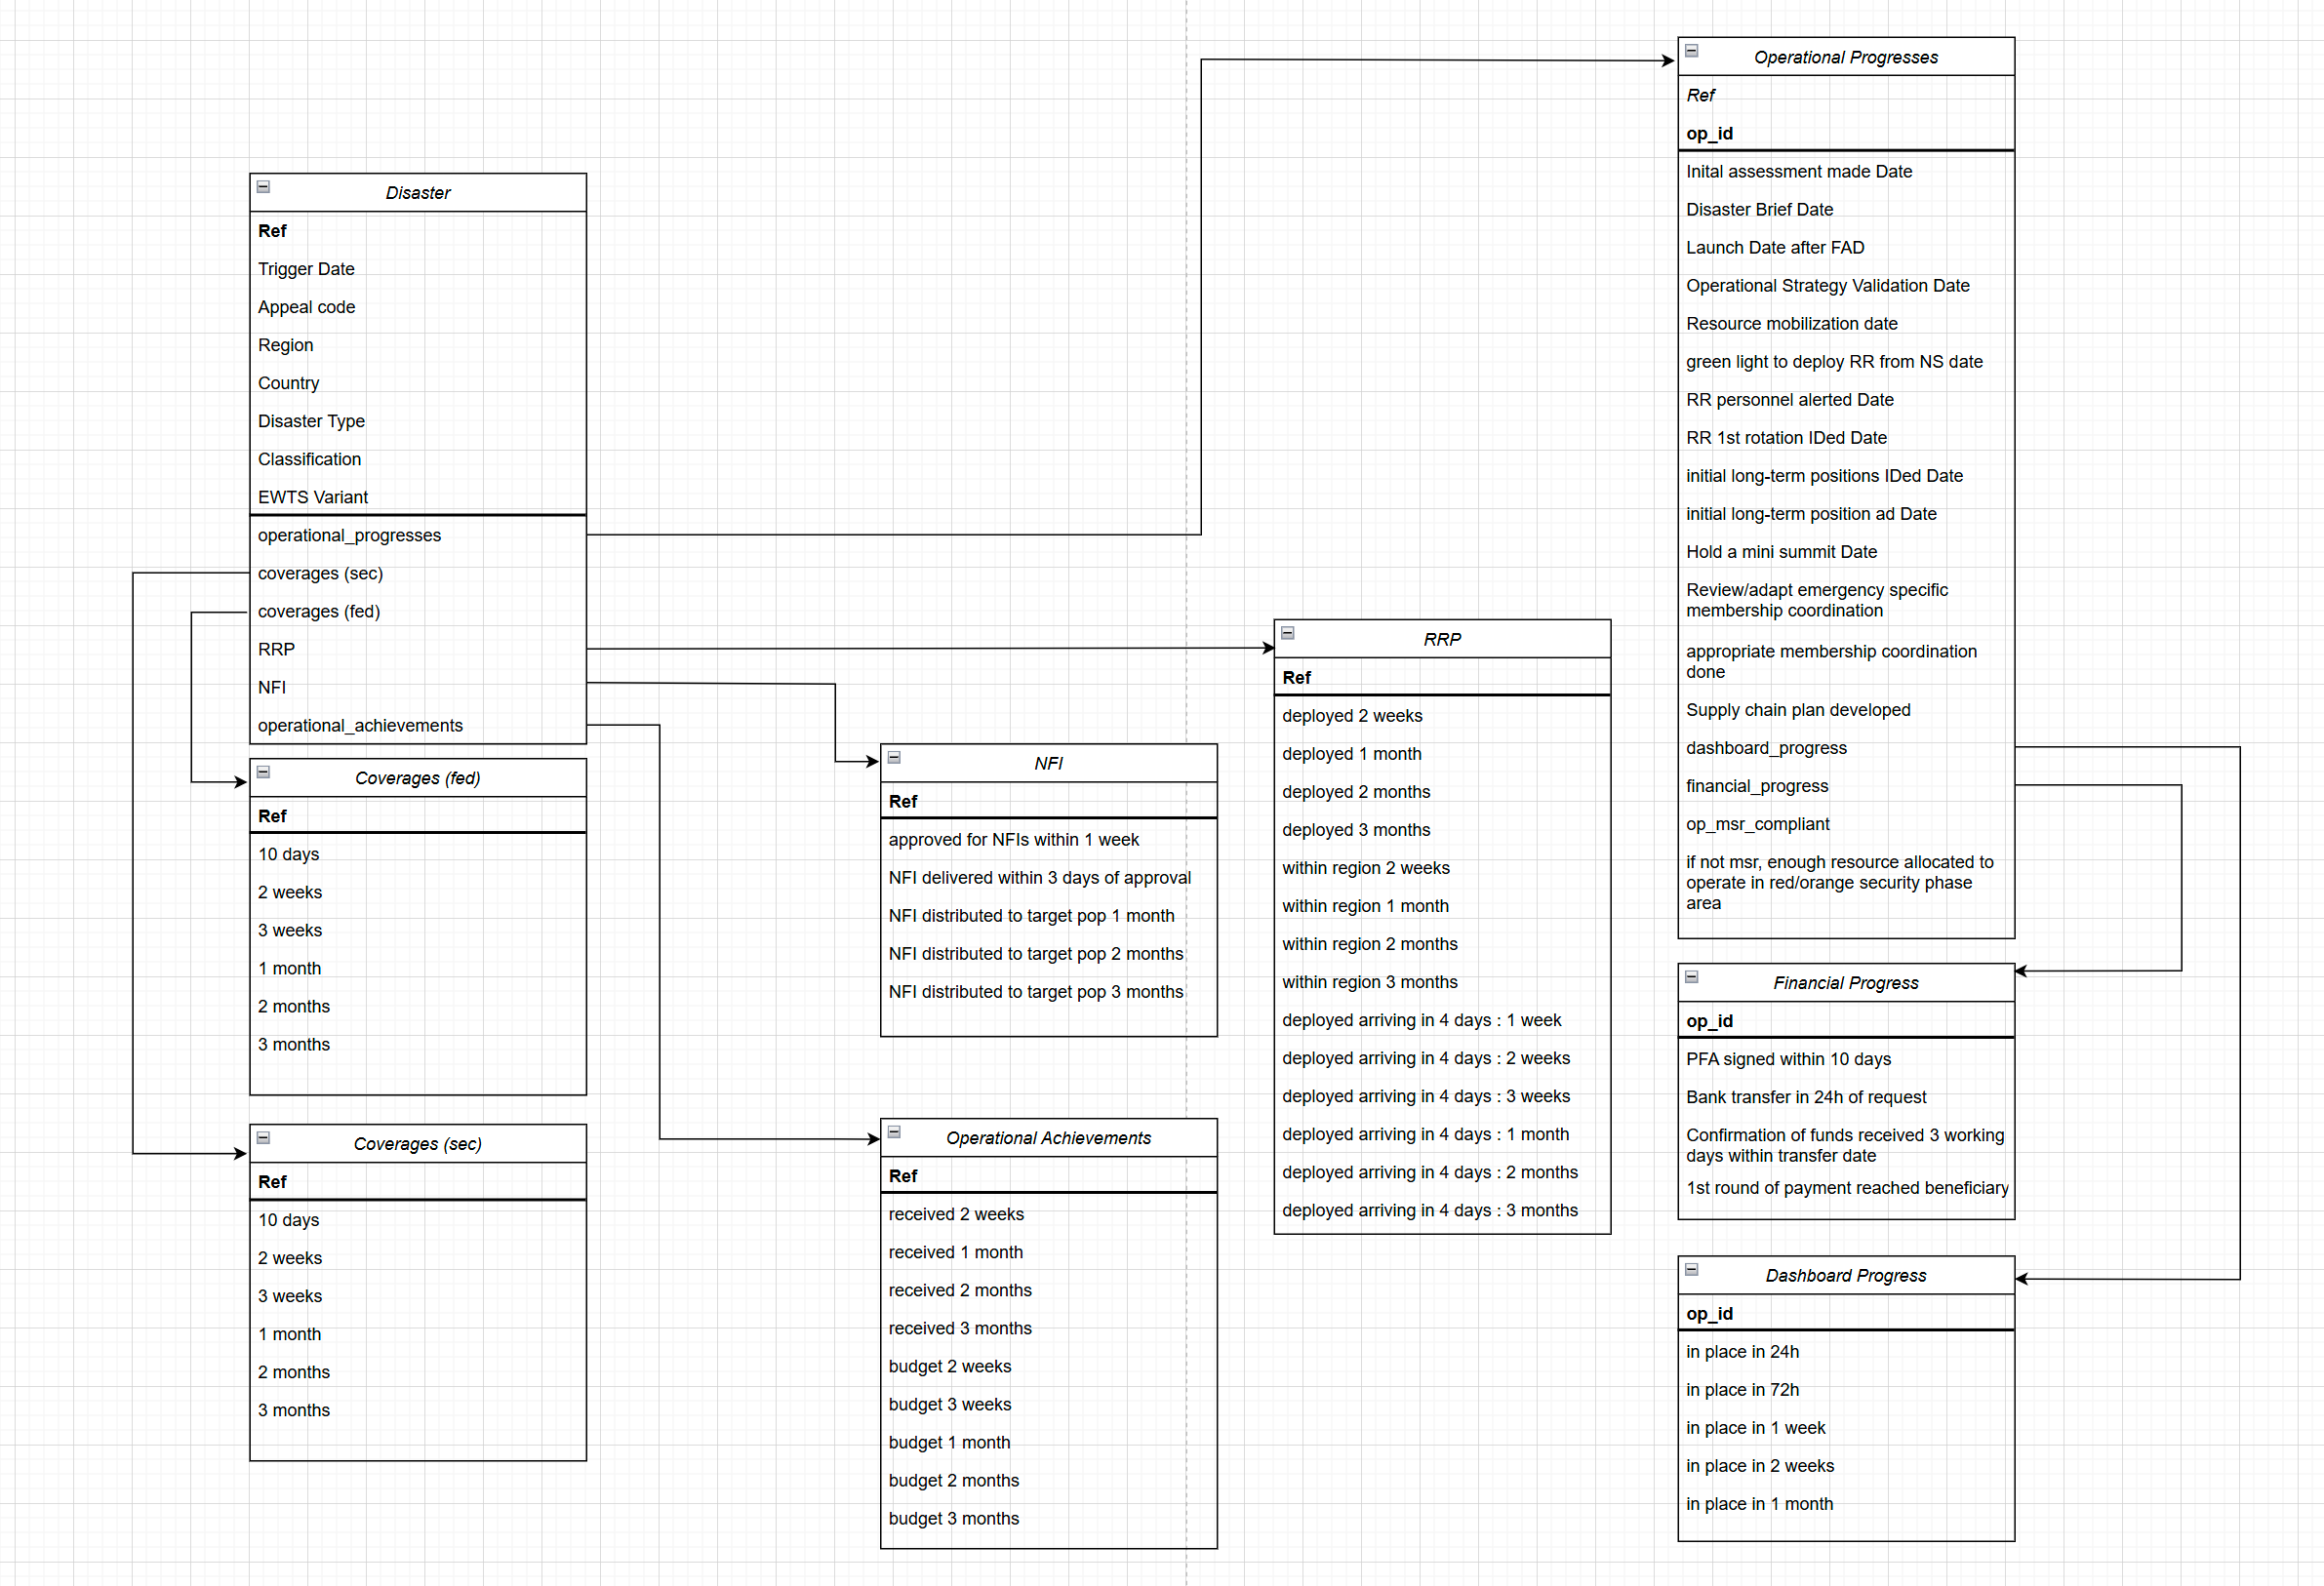 Disaster
Ref
Trigger Date
Appeal code
Region
Country
Disaster Type
Classification
EWTS Variant
operational_progresses
coverages (sec)
coverages (fed)
RRP
NFI
operational_achievements
Coverages (fed)
Ref
10 days
2 weeks
3 weeks
1 month
2 months
3 months
Coverages (sec)
Ref
10 days
2 weeks
3 weeks
1 month
2 months
3 months
NFI
Ref
approved for NFIs within 1 week
NFI delivered within 3 days of approval
NFI distributed to target pop 1 month
NFI distributed to target pop 2 months
NFI distributed to target pop 3 months
Operational Achievements
Ref
received 2 weeks
received 1 month
received 2 months
received 3 months
budget 2 weeks
budget 3 weeks
budget 1 month
budget 2 months
budget 3 months
RRP
Ref
deployed 2 weeks
deployed 1 month
deployed 2 months
deployed 3 months
within region 2 weeks
within region 1 month
within region 2 months
within region 3 months
deployed arriving in 4 days : 1 week
deployed arriving in 4 days : 2 weeks
deployed arriving in 4 days : 3 weeks
deployed arriving in 4 days : 1 month
deployed arriving in 4 days : 2 months
deployed arriving in 4 days : 3 months
Operational Progresses
Ref
op_id
Inital assessment made Date
Disaster Brief Date
Launch Date after FAD
Operational Strategy Validation Date
Resource mobilization date
green light to deploy RR from NS date
RR personnel alerted Date
RR 1st rotation IDed Date
initial long-term positions IDed Date
initial long-term position ad Date
Hold a mini summit Date
Review/adapt emergency specific
membership coordination
appropriate membership coordination
done
Supply chain plan developed
dashboard_progress
financial_progress
op_msr_compliant
if not msr, enough resource allocated to
operate in red/orange security phase
area
Financial Progress
op_id
PFA signed within 10 days
Bank transfer in 24h of request
Confirmation of funds received 3 working
days within transfer date
1st round of payment reached beneficiary
Dashboard Progress
op_id
in place in 24h
in place in 72h
in place in 1 week
in place in 2 weeks
in place in 1 month